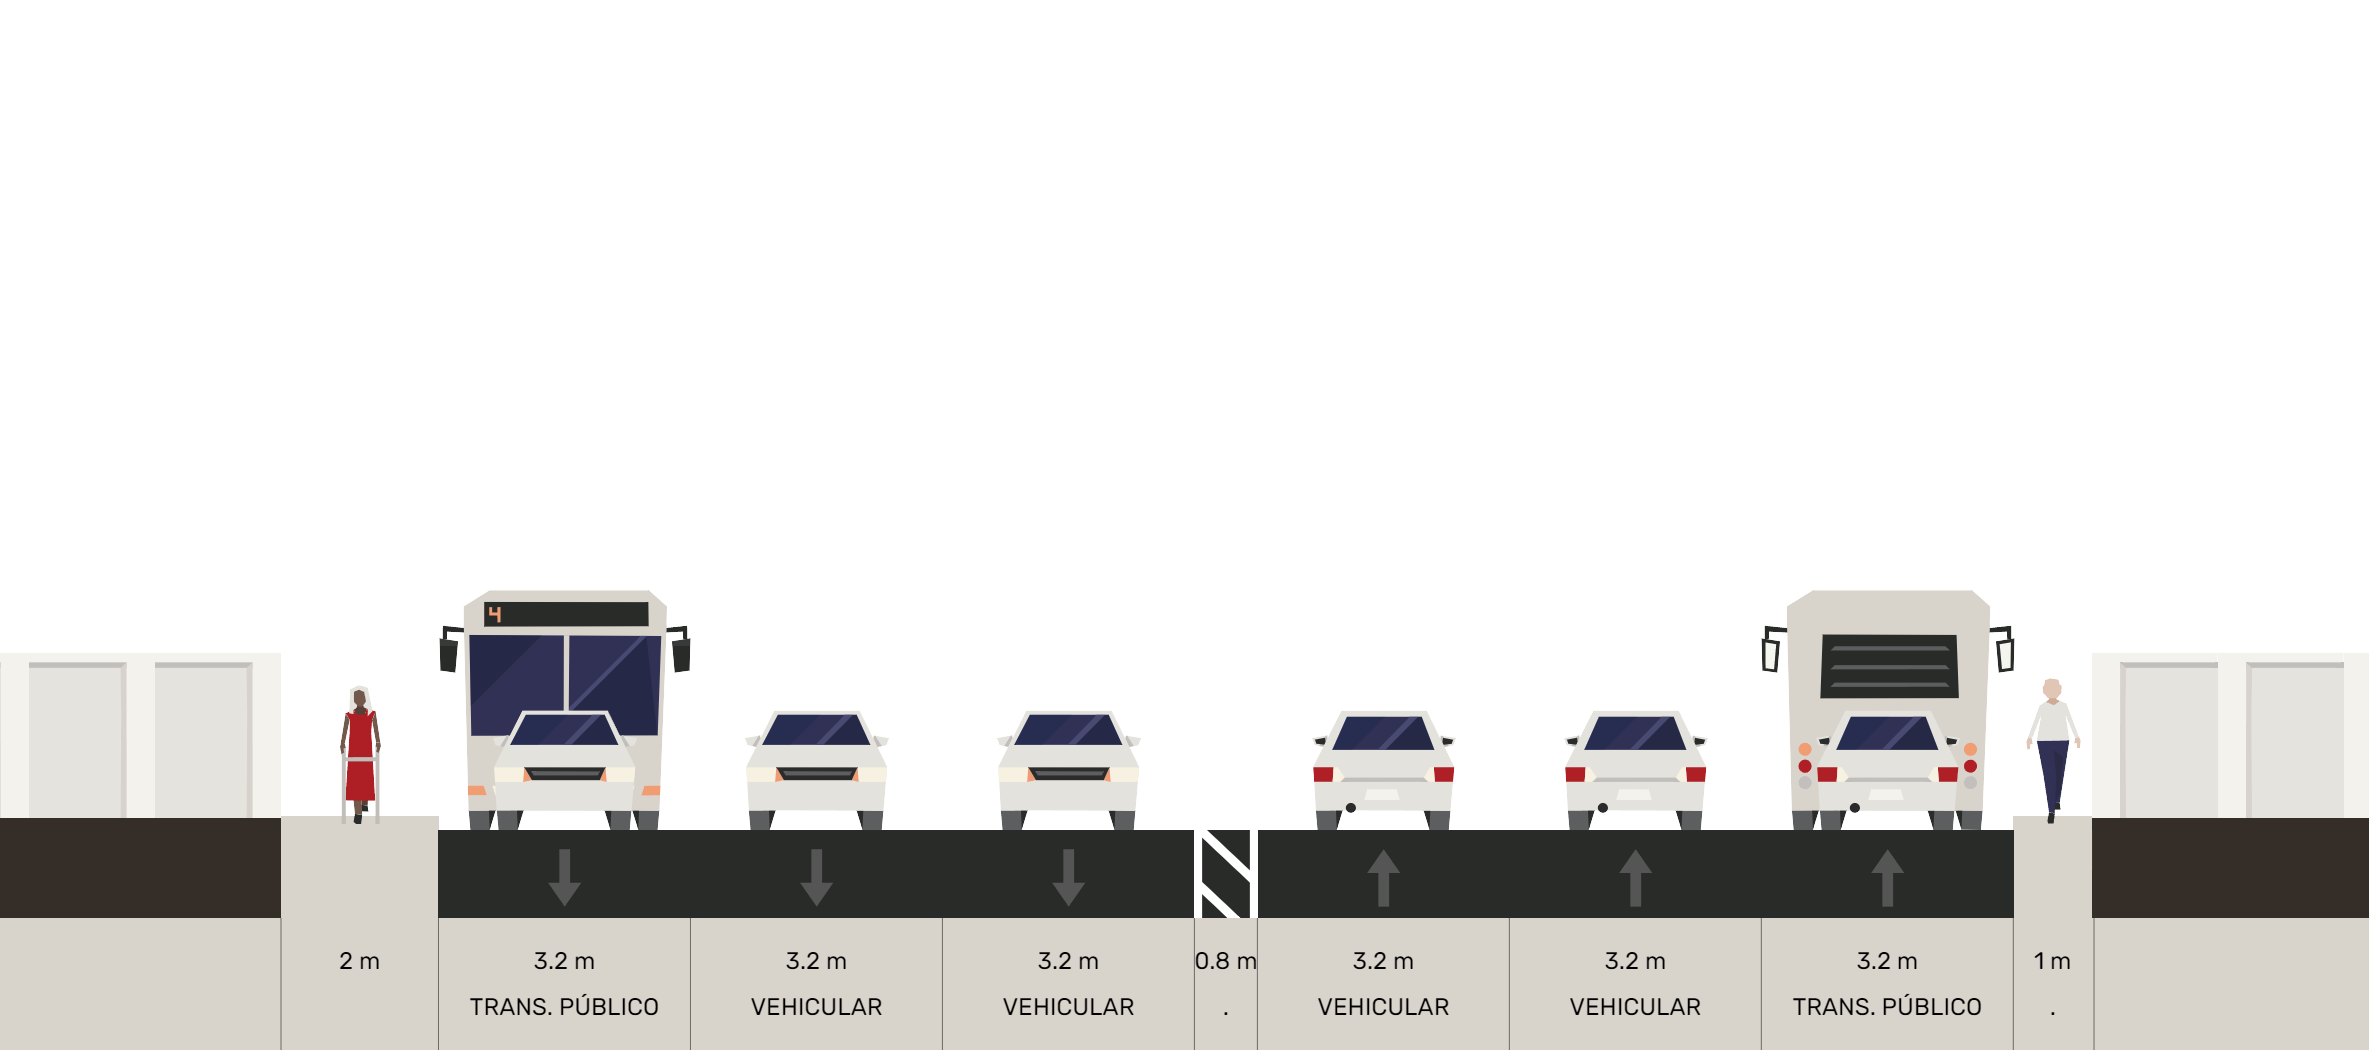 4
2 m
3.2 m
3.2 m
3.2 m
0.8 m
3.2 m
3.2 m
3.2 m
1 m
TRANS. PÚBLICO
VEHICULAR
VEHICULAR
.
VEHICULAR
VEHICULAR
TRANS. PÚBLICO
.